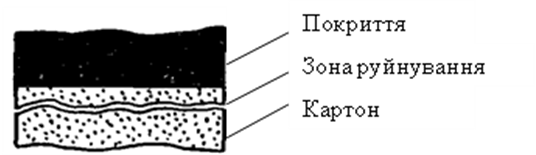 Покриття
Зона руйнування
Картон